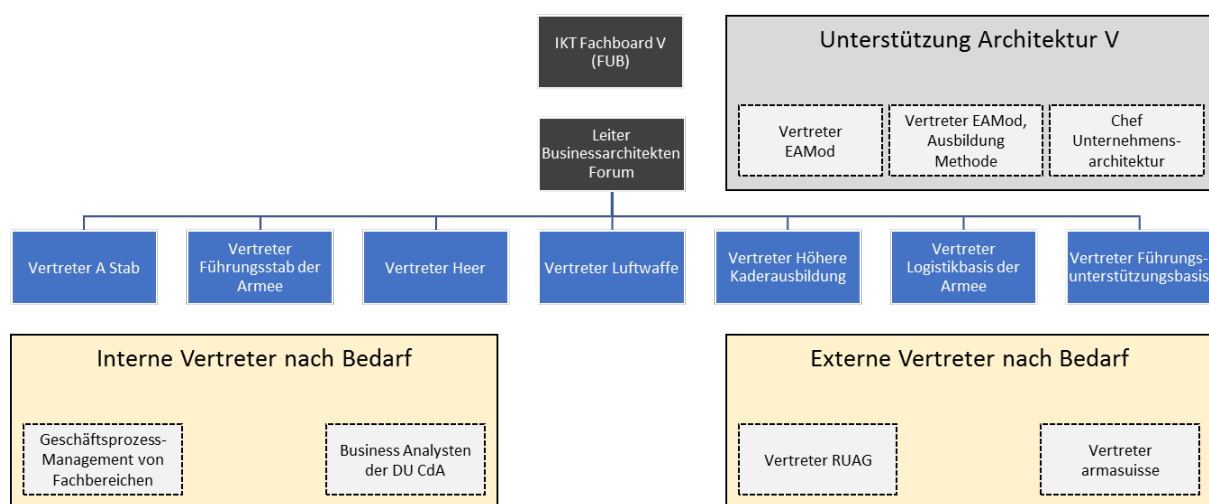 IKT Fachboard V
(FUB)
Unterstützung Architektur V
Vertreter
EAMod
Vertreter EAMod,
Ausbildung
Methode
Chef
Unternehmens-
architektur
Leiter
Businessarchitekten
Forum
Vertreter A Stab
Vertreter
Führungsstab der
Armee
Vertreter Heer
Vertreter Luftwaffe
Vertreter Höhere
Kaderausbildung
Vertreter
Logistikbasis der
Armee
Vertreter Führungs-
unterstützungsbasis
Interne Vertreter nach Bedarf
Geschäftsprozess-
Management von
Fachbereichen
Business Analysten
der DU CdA
Externe Vertreter nach Bedarf
Vertreter RUAG
Vertreter
armasuisse